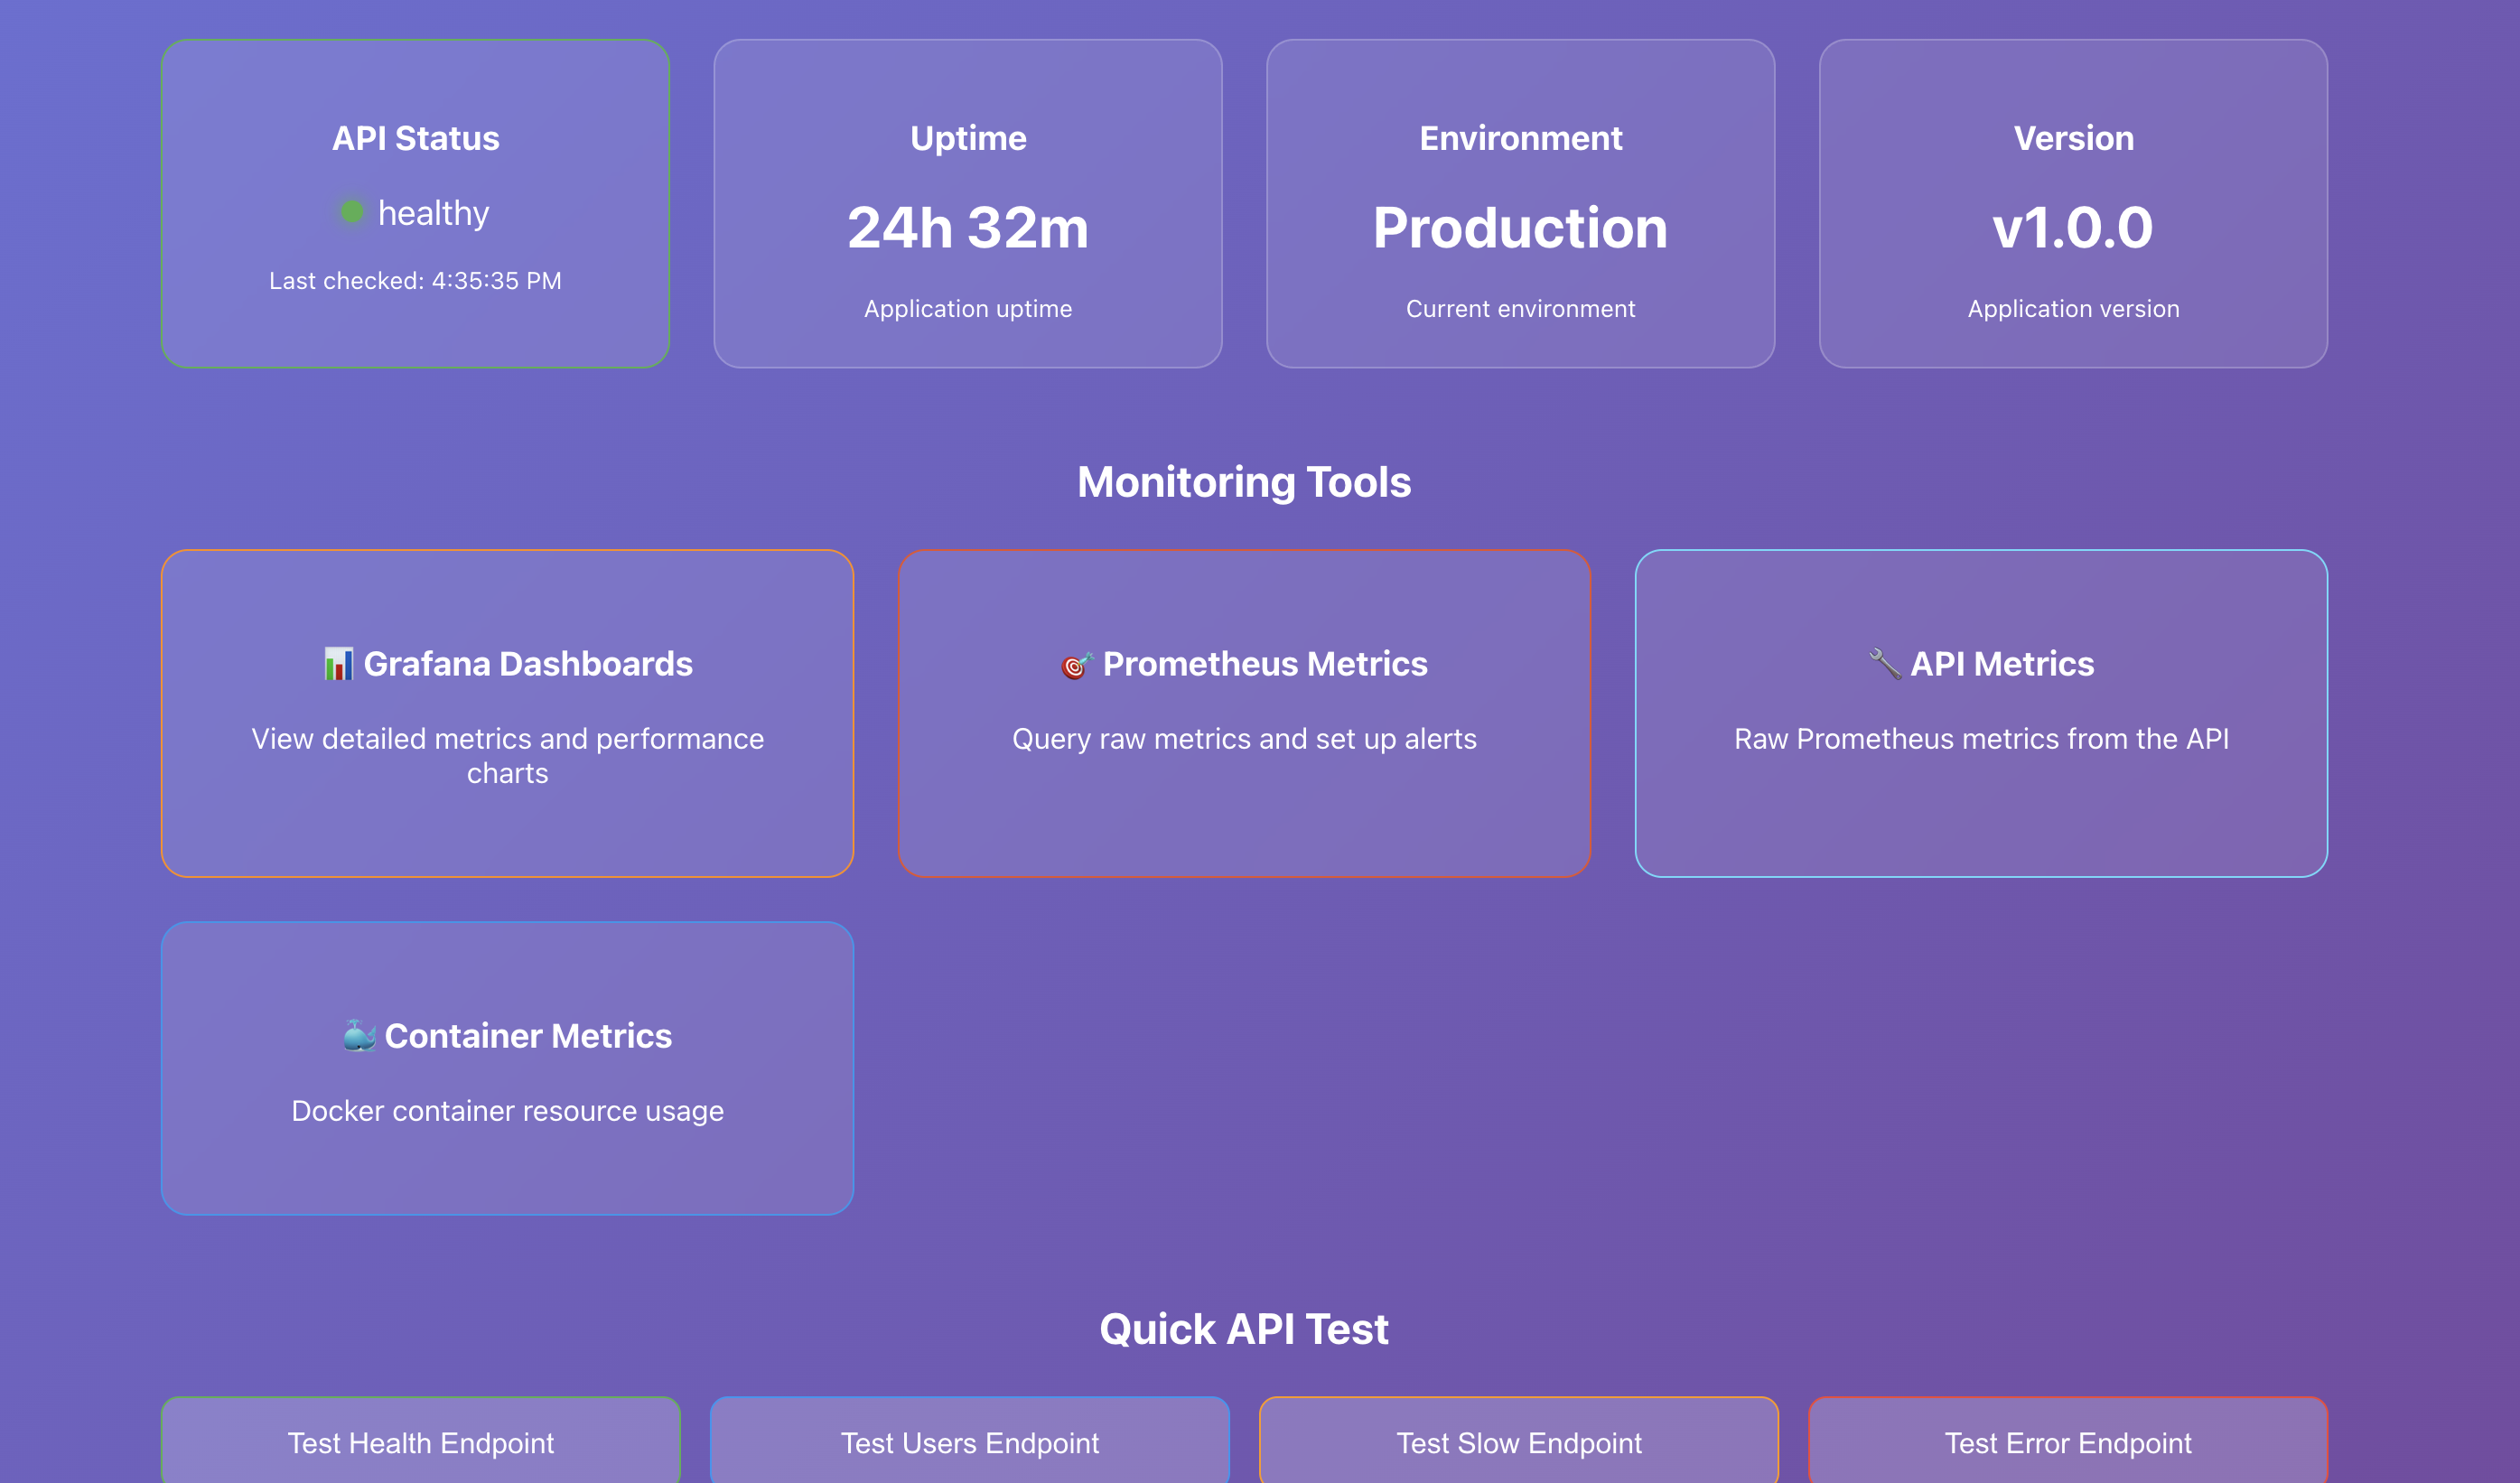 API Status
healthy
Last checked: 4:35:35 PM
Uptime
24h 32m
Application uptime
Environment
Production
Current environment
Version
v1.0.0
Application version
Monitoring Tools
Grafana Dashboards
View detailed metrics and performance
charts
Prometheus Metrics
Query raw metrics and set up alerts
API Metrics
Raw Prometheus metrics from the API
Container Metrics
Docker container resource usage
Quick API Test
Test Health Endpoint
Test Users Endpoint
Test Slow Endpoint
Test Error Endpoint